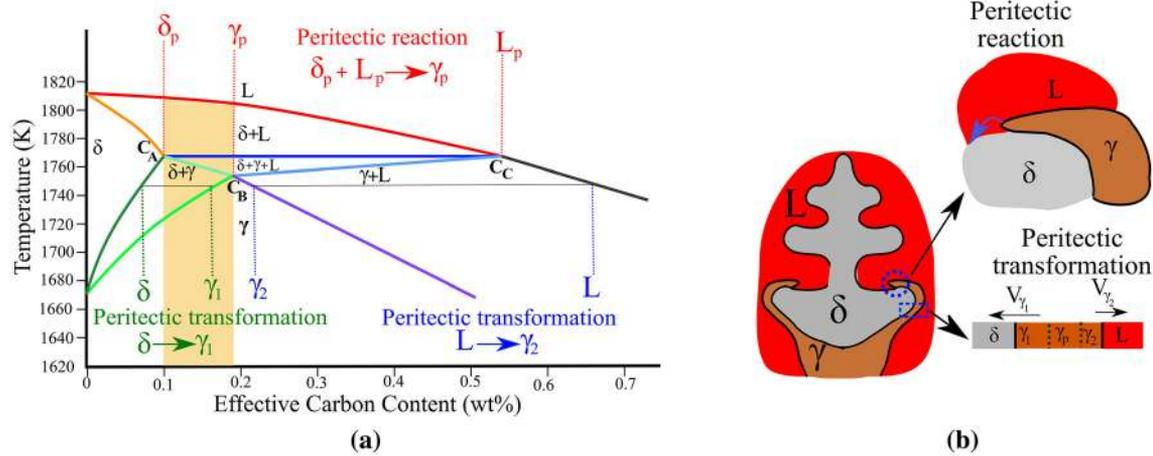 δp
γp
Peritectic reaction
δp + Lp → γp
Lp
Temperature (K)
1820
1800
1780
1760
1740
1720
1700
1680
1660
1640
1620
L
δ+L
δ
CA
δ+γ
δ+γ+L
γ+L
CC
CB
γ
δ
γ1
γ2
L
Peritectic transformation
δ → γ1
Peritectic transformation
L → γ2
0 0.1 0.2 0.3 0.4 0.5 0.6 0.7
Effective Carbon Content (wt%)
(a)
Peritectic
reaction
L
γ
δ
L
δ
γ
Peritectic
transformation
Vγ1 Vγ2
δ γ1 γp γ2 L
(b)